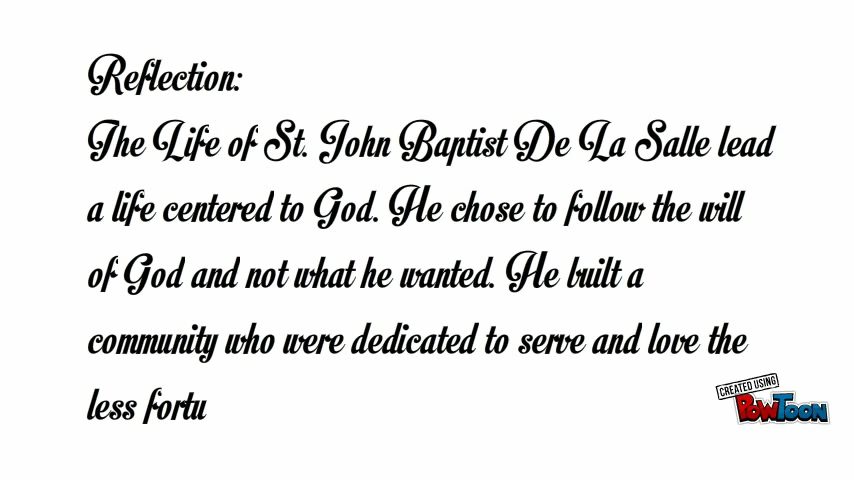 Reflection:
The Life of St. John Baptist De La Salle lead
a life centered to God. He chose to follow the will
of God and not what he wanted. He built a
community who were dedicated to serve and love the
less fortu
CREATED USING
POWTOON